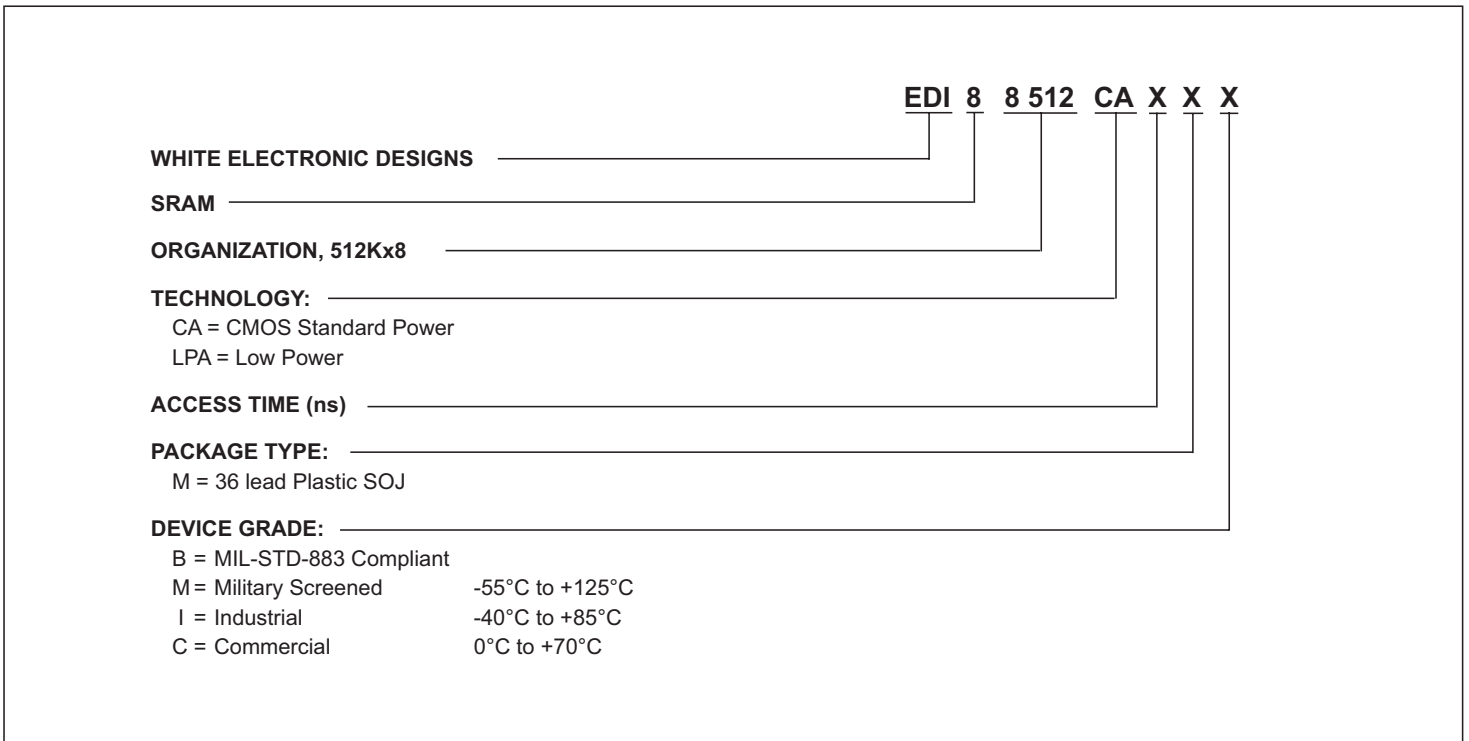 EDI 8 8 512 CA X X X
WHITE ELECTRONIC DESIGNS
SRAM
ORGANIZATION, 512Kx8
TECHNOLOGY:
CA = CMOS Standard Power
LPA = Low Power
ACCESS TIME (ns)
PACKAGE TYPE:
M = 36 lead Plastic SOJ
DEVICE GRADE:
B = MIL-STD-883 Compliant
M = Military Screened -55°C to +125°C
I = Industrial -40°C to +85°C
C = Commercial 0°C to +70°C